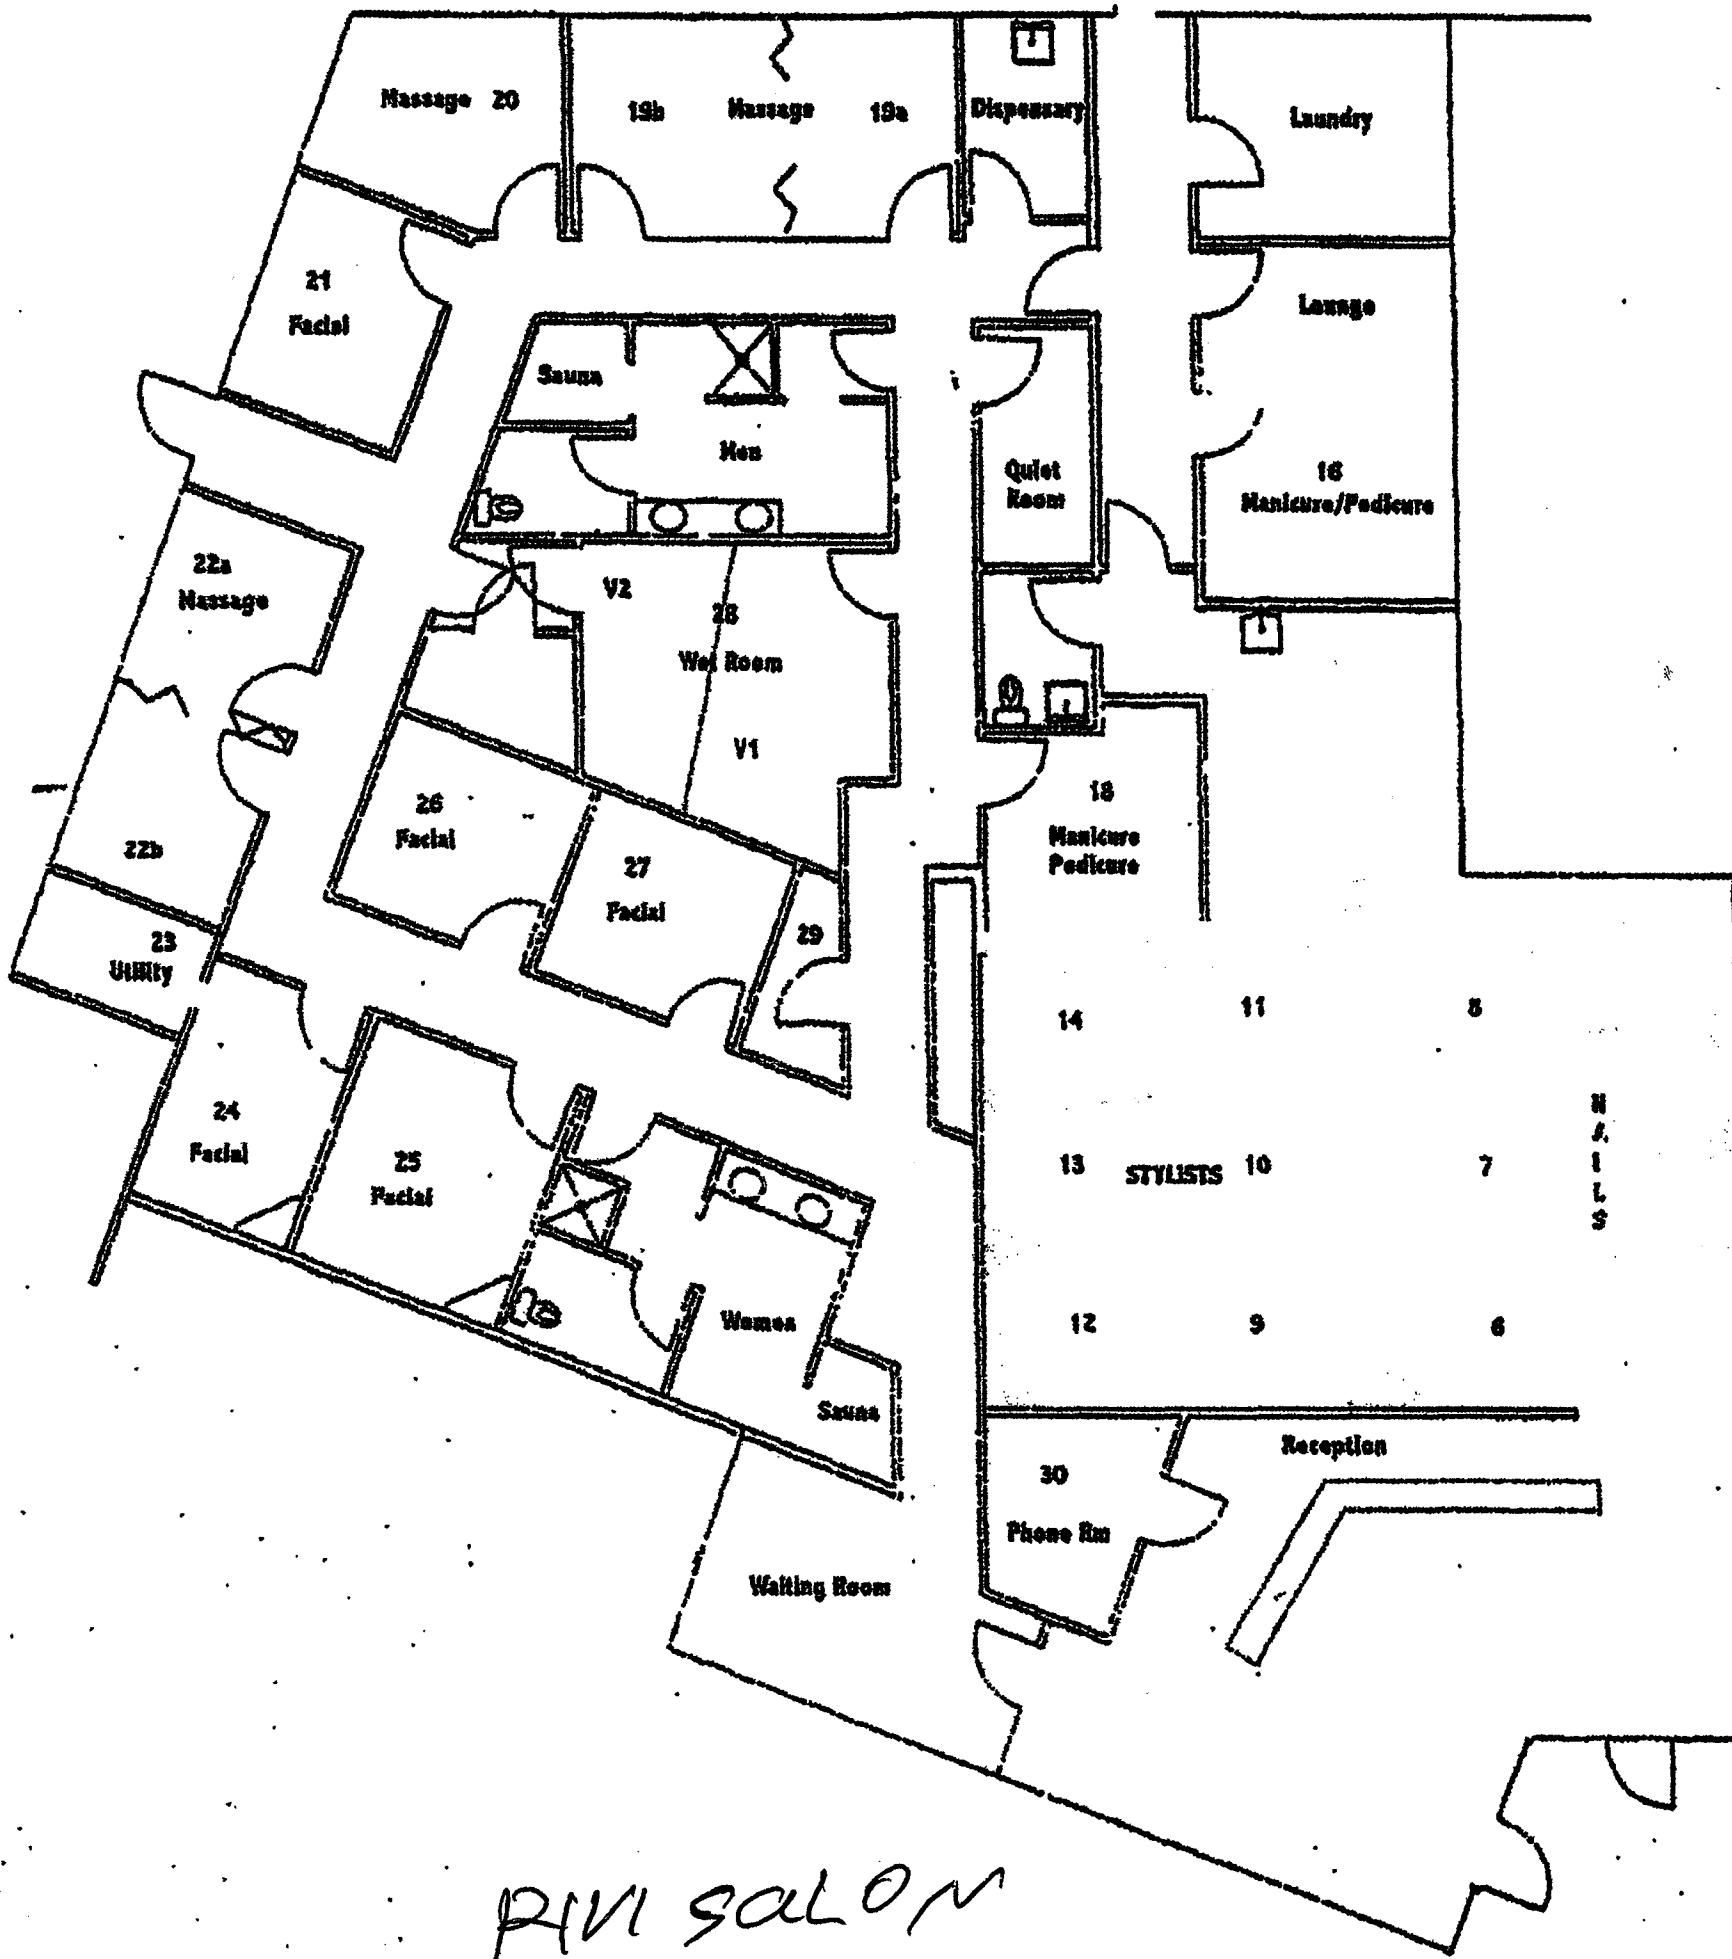 Massage 20
19b Massage 19a
Dispensary
Laundry
21
Facial
Lounge
Sauna
Men
Quiet
Room
16
Manicure/Pedicure
22a
Massage
V2
28
Wet Room
V1
18
Manicure
Pedicure
26
Facial
22b
27
Facial
29
23
Utility
14 11 8
24
Facial
25
Facial
13 STYLISTS 10 7
NAILS
Women
12 9 6
Sauna
Reception
30
Phone Rm
Waiting Room
SALON